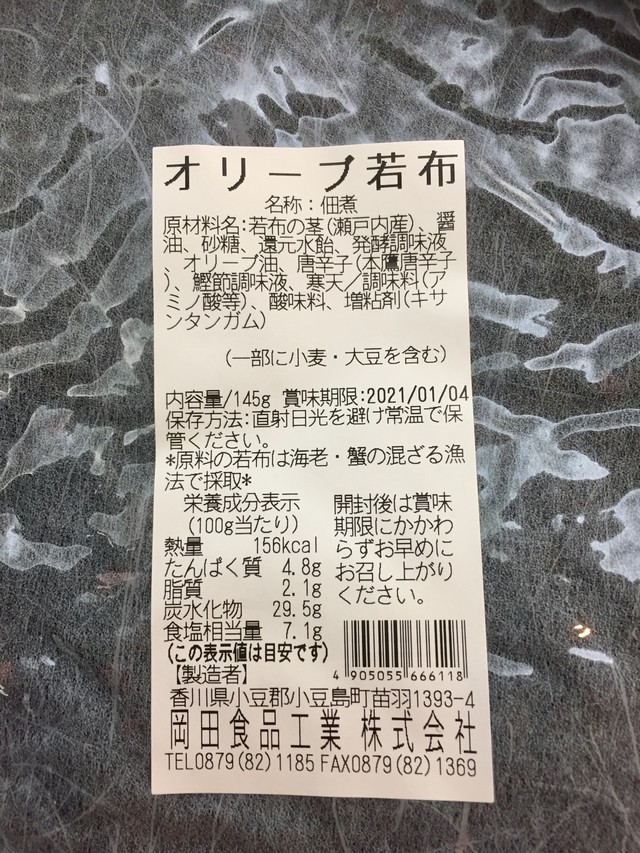 オリーブ若布
名称：佃煮
原材料名：若布の茎(瀬戸内産)、醤
油、砂糖、還元水飴、発酵調味液
、オリーブ油、唐辛子(本鷹唐辛子
)、鰹節調味液、寒天／調味料(ア
ミノ酸等)、酸味料、増粘剤(キサ
ンタンガム)
(一部に小麦・大豆を含む)
内容量/145g 賞味期限:2021/01/04
保存方法:直射日光を避け常温で保
管ください。
*原料の若布は海老・蟹の混ざる漁
法で採取*
栄養成分表示
(100g当たり)
熱量 156kcal
たんぱく質 4.8g
脂質 2.1g
炭水化物 29.5g
食塩相当量 7.1g
(この表示値は目安です)
開封後は賞味
期限にかかわ
らずお早めに
お召し上がり
ください。
4 905055 666118
【製造者】
香川県小豆郡小豆島町苗羽1393-4
岡田食品工業 株式会社
TEL0879(82)1185 FAX0879(82)1369